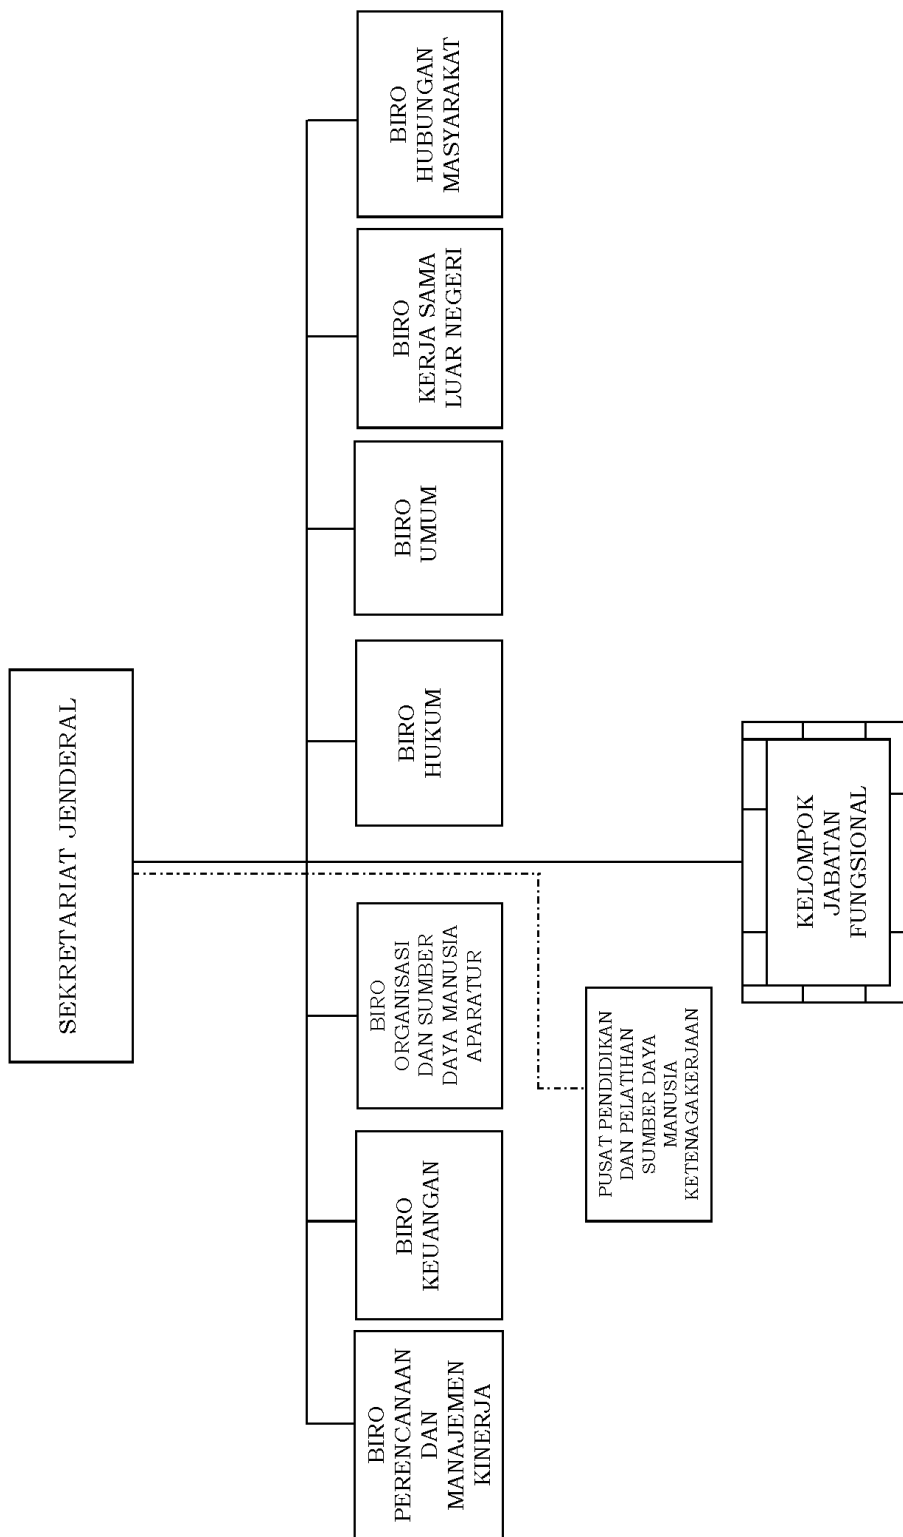 SEKRETARIAT JENDERAL
BIRO
PERENCANAAN
DAN
MANAJEMEN
KINERJA
BIRO
KEUANGAN
BIRO
ORGANISASI
DAN SUMBER
DAYA MANUSIA
APARATUR
BIRO
HUKUM
BIRO
UMUM
BIRO
KERJA SAMA
LUAR NEGERI
BIRO
HUBUNGAN
MASYARAKAT
PUSAT PENDIDIKAN
DAN PELATIHAN
SUMBER DAYA
MANUSIA
KETENAGAKERJAAN
KELOMPOK
JABATAN
FUNGSIONAL